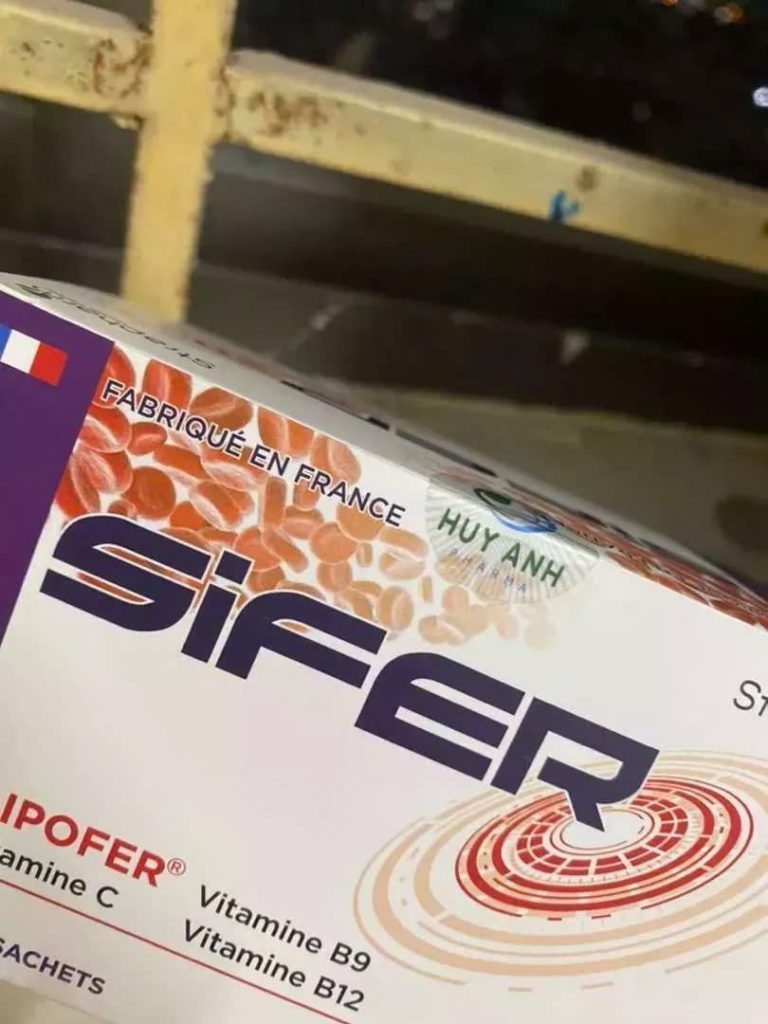 FABRIQUÉ EN FRANCE
HUY ANH
PHARMA
SiFER
IPOFER®
amine C
Vitamine B9
Vitamine B12
SACHETS